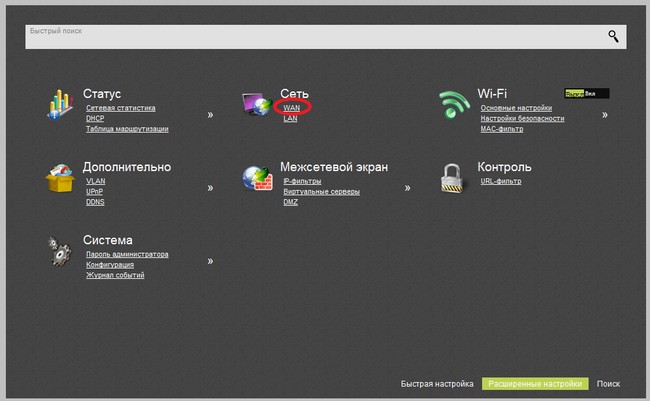 Быстрый поиск
Статус
Сетевая статистика
DHCP
Таблица маршрутизации
»
Сеть
WAN
LAN
Wi-Fi
Вкл
Основные настройки
Настройки безопасности
MAC-фильтр
»
Дополнительно
VLAN
UPnP
DDNS
»
Межсетевой экран
IP-фильтры
Виртуальные серверы
DMZ
»
Контроль
URL-фильтр
Система
Пароль администратора
Конфигурация
Журнал событий
»
Быстрая настройка Расширенные настройки Поиск